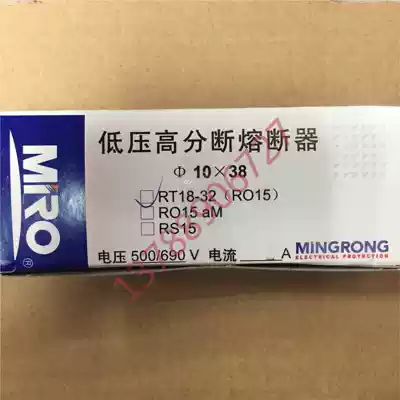 MIRO
®
低压高分断熔断器
Φ 10×38
RT18-32 (RO15)
RO15 aM
RS15
电压 500/690 V 电流 A
MINGRONG
ELECTRICAL PROTECTION